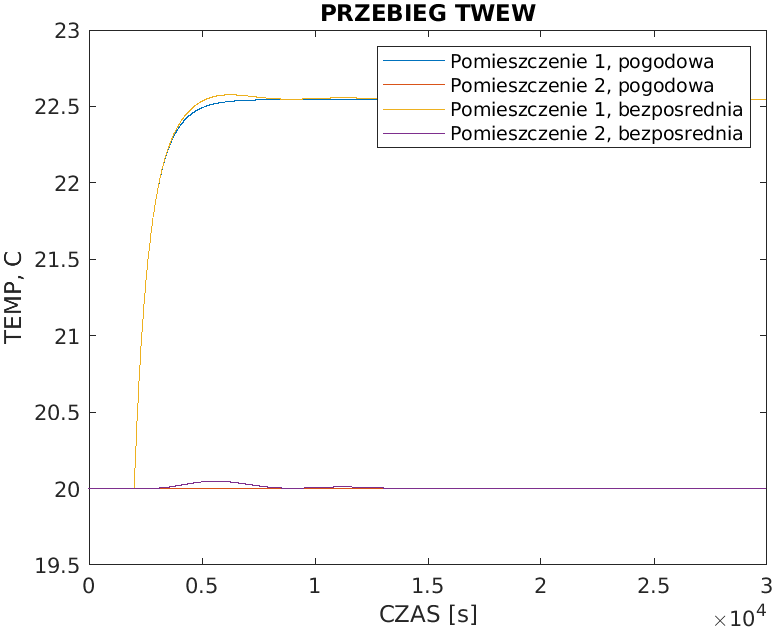 PRZEBIEG TWEW
23
22.5
22
21.5
21
20.5
20
19.5
TEMP, C
Pomieszczenie 1, pogodowa
Pomieszczenie 2, pogodowa
Pomieszczenie 1, bezposrednia
Pomieszczenie 2, bezposrednia
0 0.5 1 1.5 2 2.5 3
CZAS [s]
×10^4